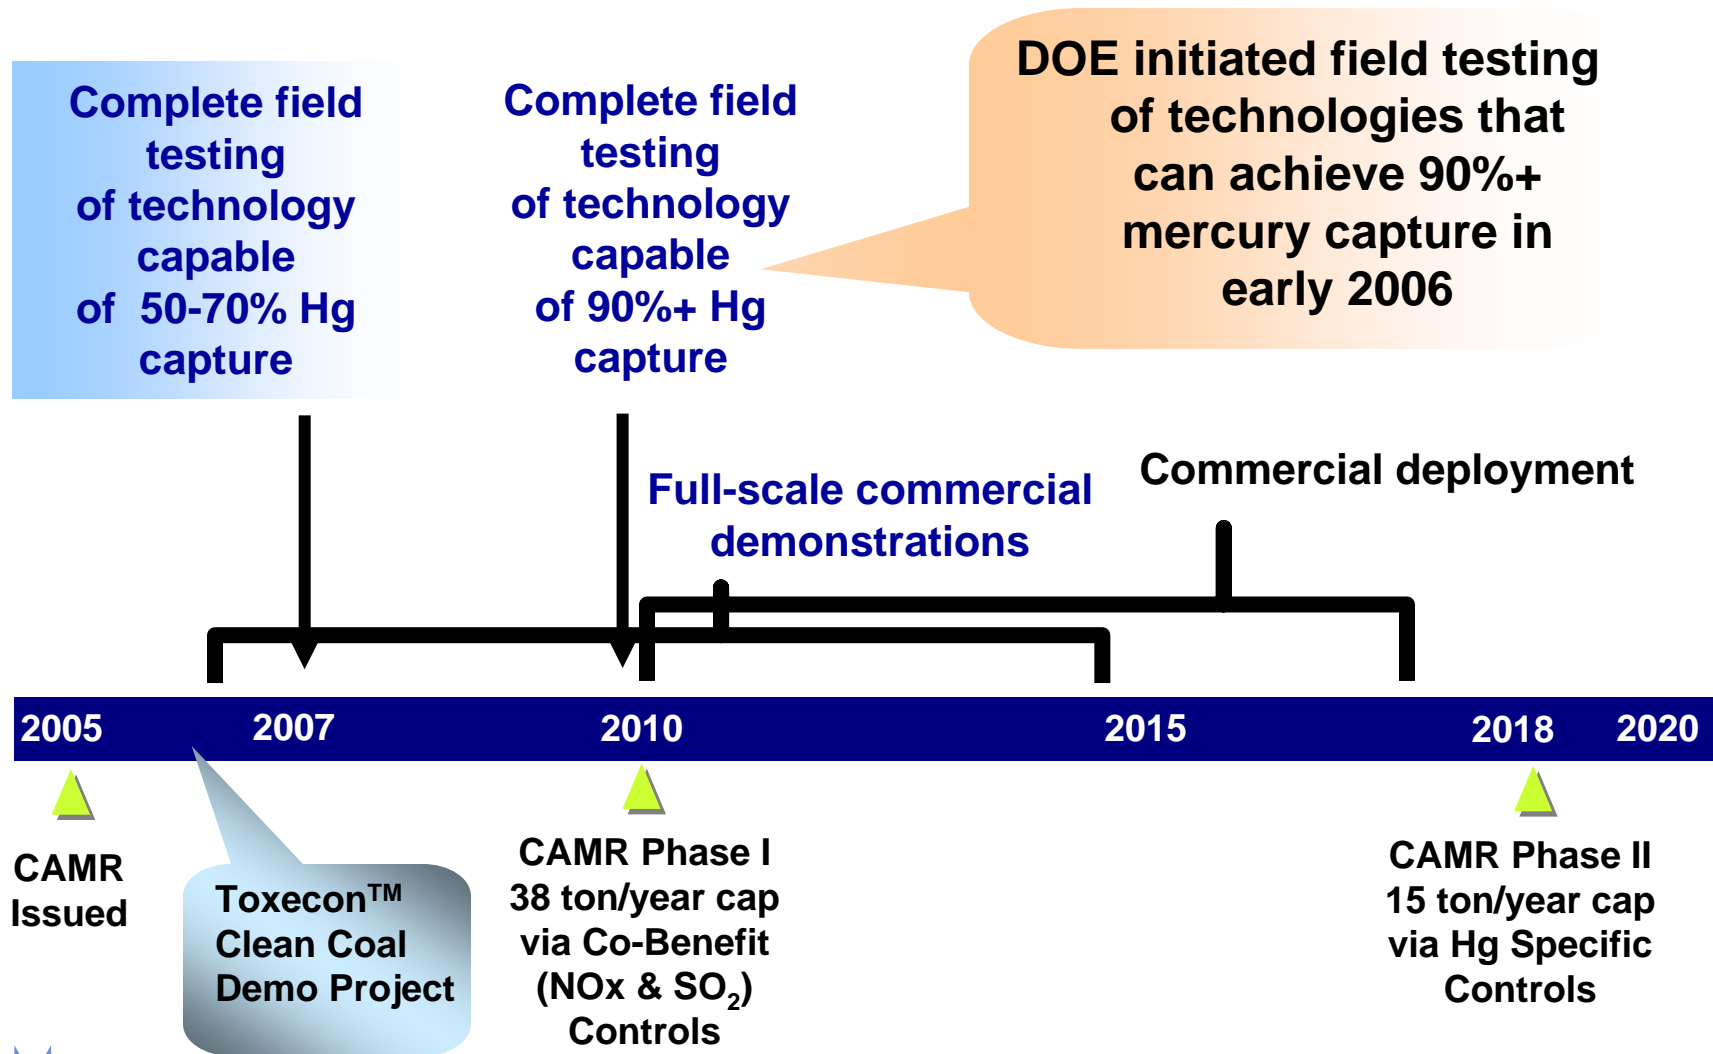 Complete field
testing
of technology
capable
of 50-70% Hg
capture
Complete field
testing
of technology
capable
of 90%+ Hg
capture
DOE initiated field testing
of technologies that
can achieve 90%+
mercury capture in
early 2006
Full-scale commercial
demonstrations
Commercial deployment
2005 2007 2010 2015 2018 2020
CAMR
Issued
Toxecon™
Clean Coal
Demo Project
CAMR Phase I
38 ton/year cap
via Co-Benefit
(NOx & SO₂)
Controls
CAMR Phase II
15 ton/year cap
via Hg Specific
Controls